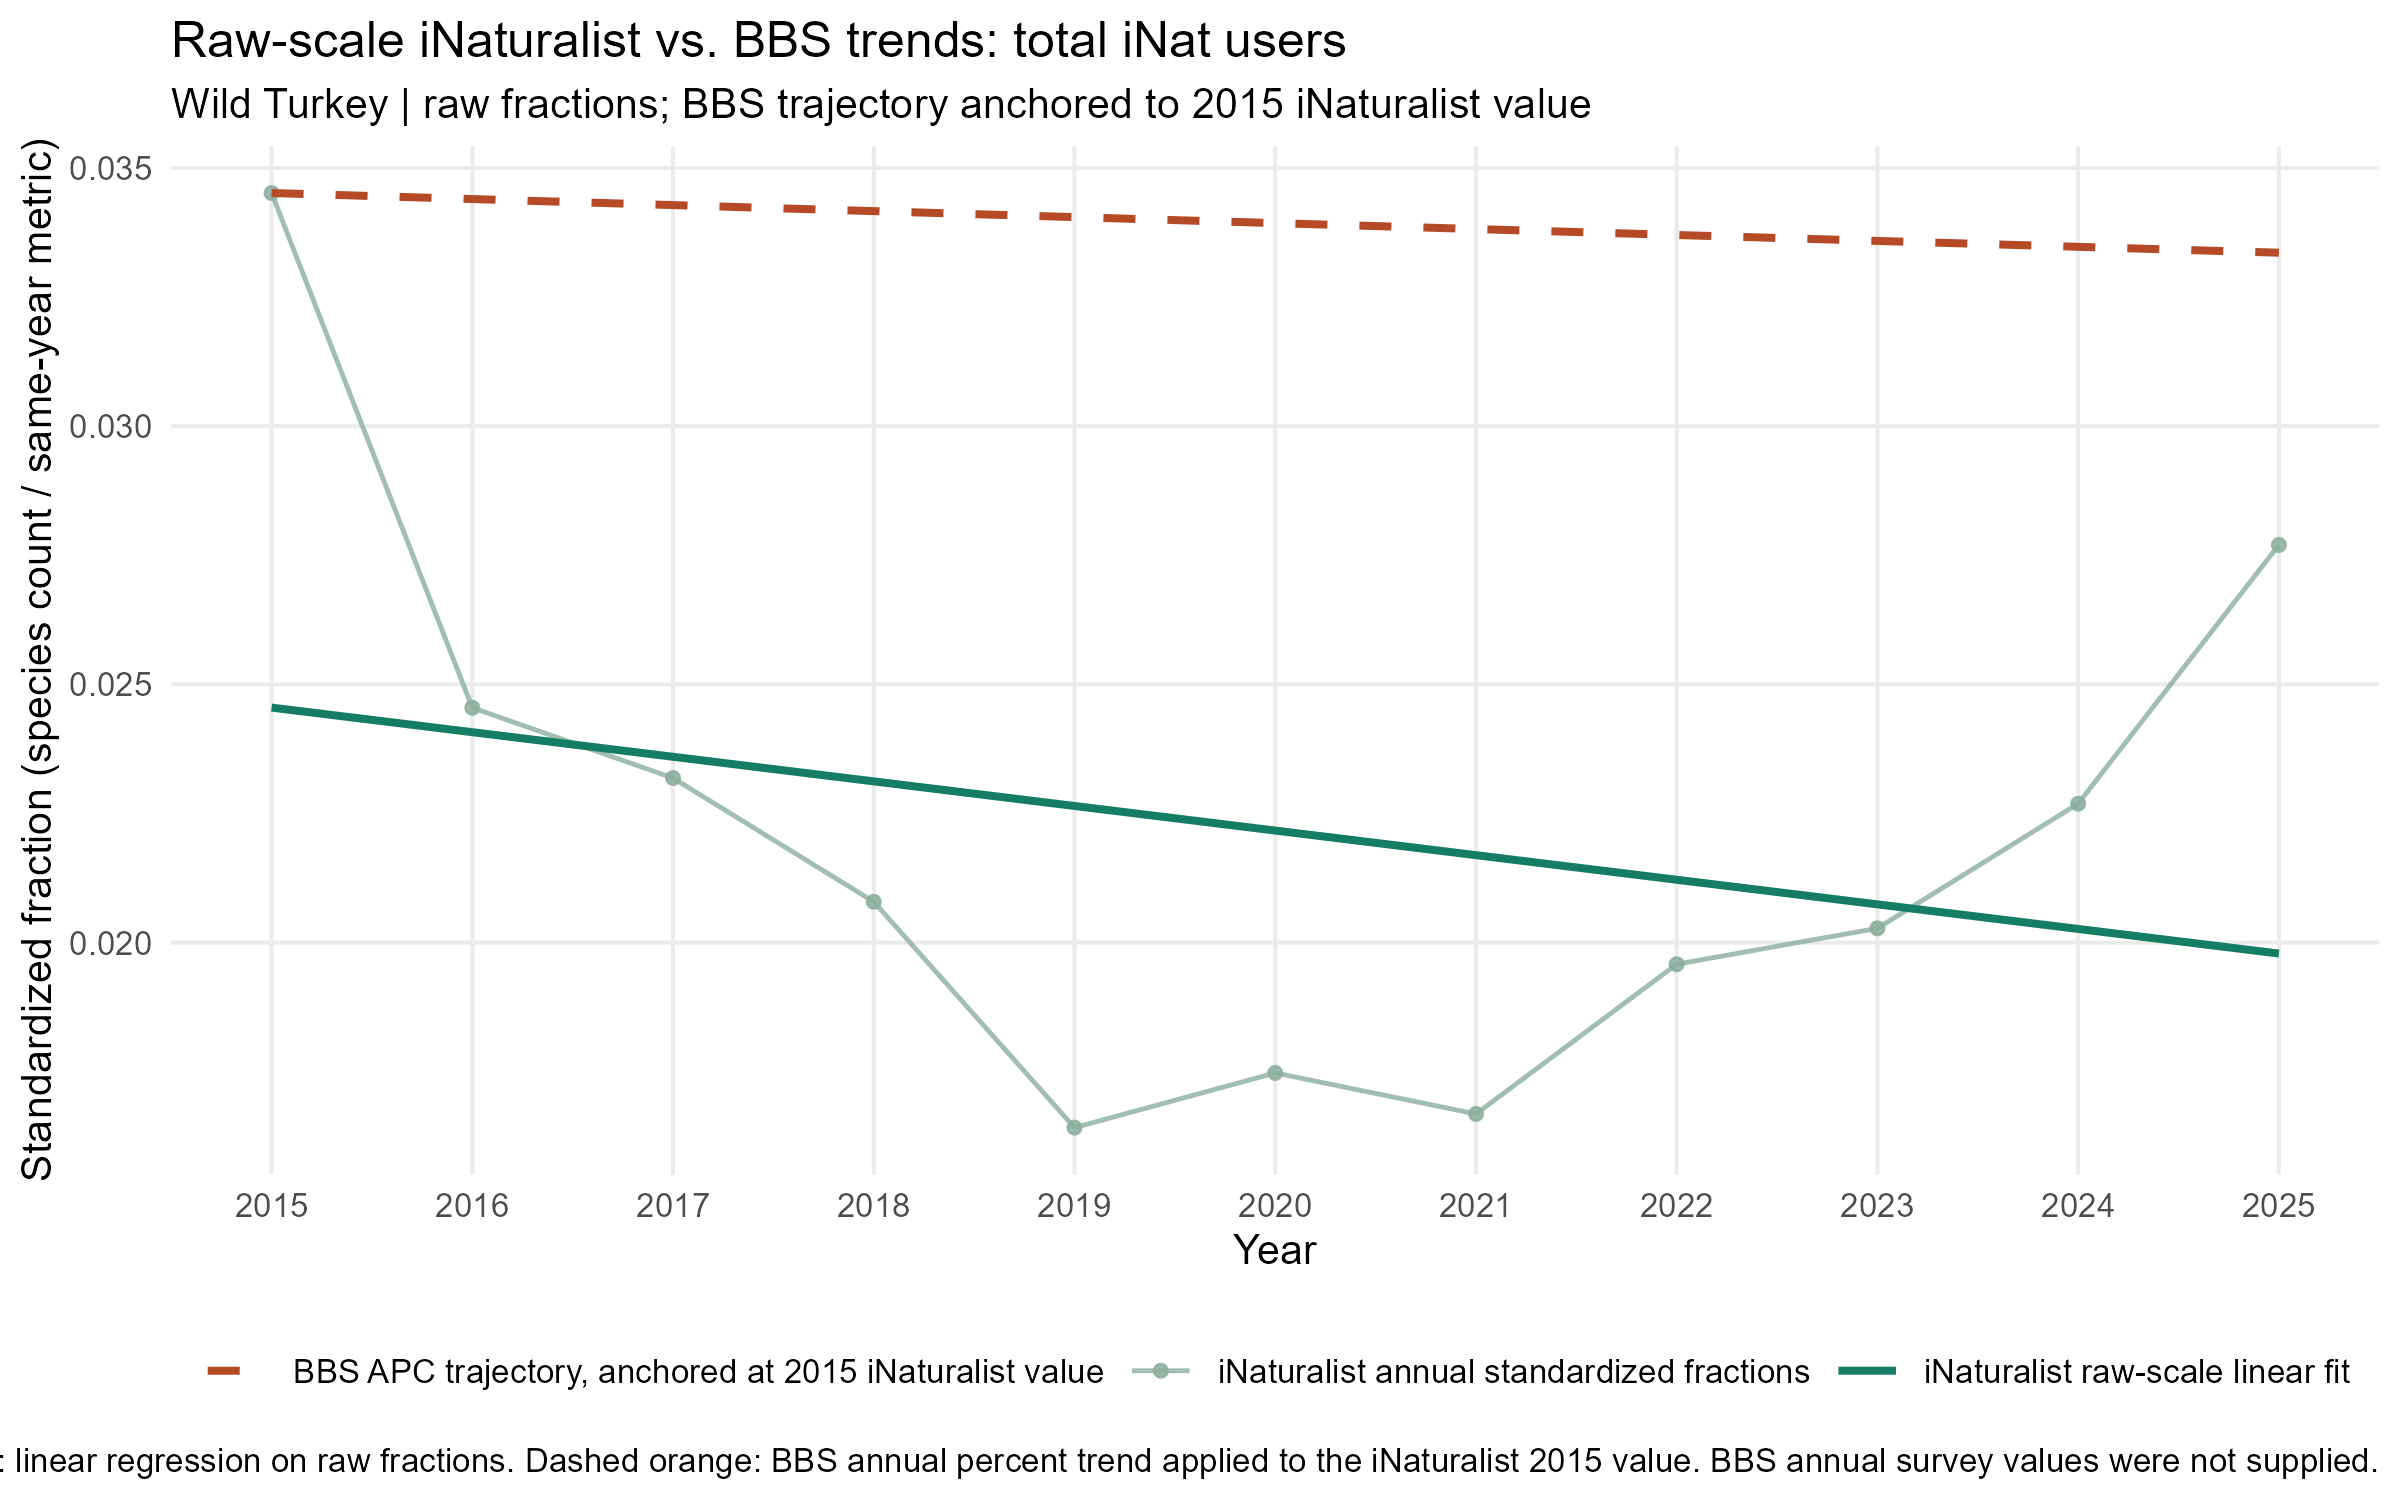 Raw-scale iNaturalist vs. BBS trends: total iNat users
Wild Turkey | raw fractions; BBS trajectory anchored to 2015 iNaturalist value
Standardized fraction (species count / same-year metric)
0.035
0.030
0.025
0.020
2015 2016 2017 2018 2019 2020 2021 2022 2023 2024 2025
Year
BBS APC trajectory, anchored at 2015 iNaturalist value iNaturalist annual standardized fractions iNaturalist raw-scale linear fit
: linear regression on raw fractions. Dashed orange: BBS annual percent trend applied to the iNaturalist 2015 value. BBS annual survey values were not supplied.